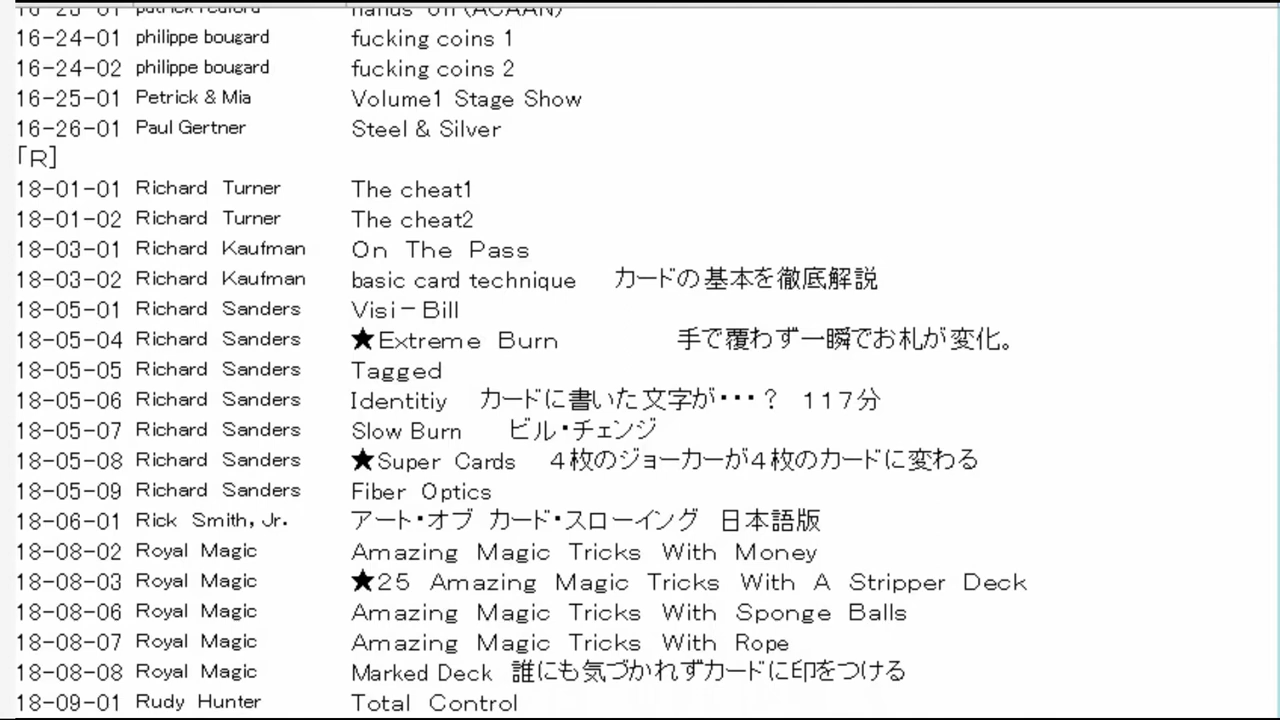 16-23-01 patrick redford hands off (ACAAN)
16-24-01 philippe bougard fucking coins 1
16-24-02 philippe bougard fucking coins 2
16-25-01 Petrick & Mia Volume1 Stage Show
16-26-01 Paul Gertner Steel & Silver
「R]
18-01-01 Richard Turner The cheat1
18-01-02 Richard Turner The cheat2
18-03-01 Richard Kaufman On The Pass
18-03-02 Richard Kaufman basic card technique カードの基本を徹底解説
18-05-01 Richard Sanders Visi－Bill
18-05-04 Richard Sanders ★Extreme Burn 手で覆わず一瞬でお札が変化。
18-05-05 Richard Sanders Tagged
18-05-06 Richard Sanders Identitiy カードに書いた文字が・・・？ １１７分
18-05-07 Richard Sanders Slow Burn ビル・チェンジ
18-05-08 Richard Sanders ★Super Cards ４枚のジョーカーが４枚のカードに変わる
18-05-09 Richard Sanders Fiber Optics
18-06-01 Rick Smith, Jr. アート・オブ カード・スローイング 日本語版
18-08-02 Royal Magic Amazing Magic Tricks With Money
18-08-03 Royal Magic ★25 Amazing Magic Tricks With A Stripper Deck
18-08-06 Royal Magic Amazing Magic Tricks With Sponge Balls
18-08-07 Royal Magic Amazing Magic Tricks With Rope
18-08-08 Royal Magic Marked Deck 誰にも気づかれずカードに印をつける
18-09-01 Rudy Hunter Total Control